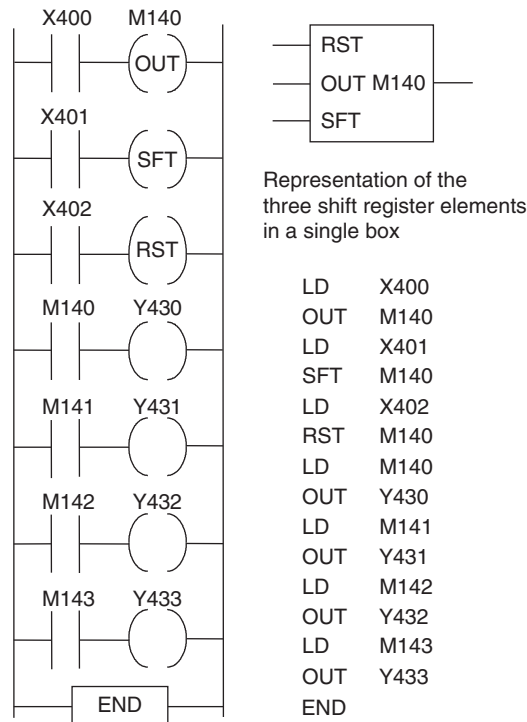 X400 M140
OUT
X401
SFT
X402
RST
M140 Y430
M141 Y431
M142 Y432
M143 Y433
END
RST
OUT M140
SFT
Representation of the
three shift register elements
in a single box
LD X400
OUT M140
LD X401
SFT M140
LD X402
RST M140
LD M140
OUT Y430
LD M141
OUT Y431
LD M142
OUT Y432
LD M143
OUT Y433
END